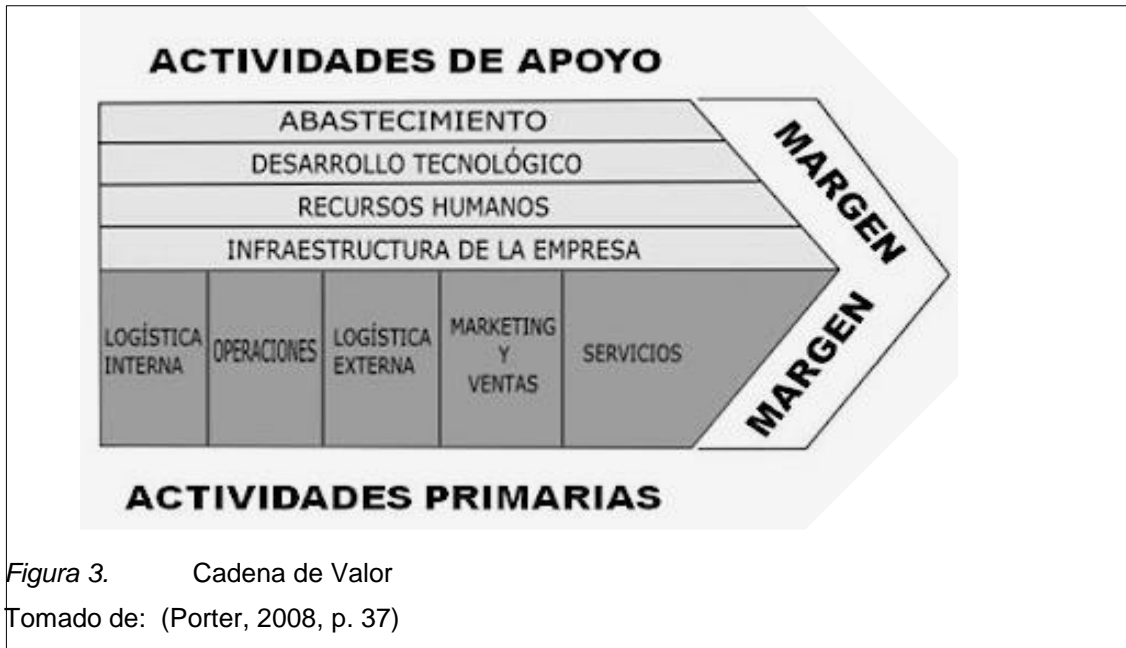 ACTIVIDADES DE APOYO
ABASTECIMIENTO
DESARROLLO TECNOLÓGICO
RECURSOS HUMANOS
INFRAESTRUCTURA DE LA EMPRESA
LOGÍSTICA
INTERNA
OPERACIONES
LOGÍSTICA
EXTERNA
MARKETING
Y
VENTAS
SERVICIOS
MARGEN
MARGEN
ACTIVIDADES PRIMARIAS
Figura 3. Cadena de Valor
Tomado de: (Porter, 2008, p. 37)